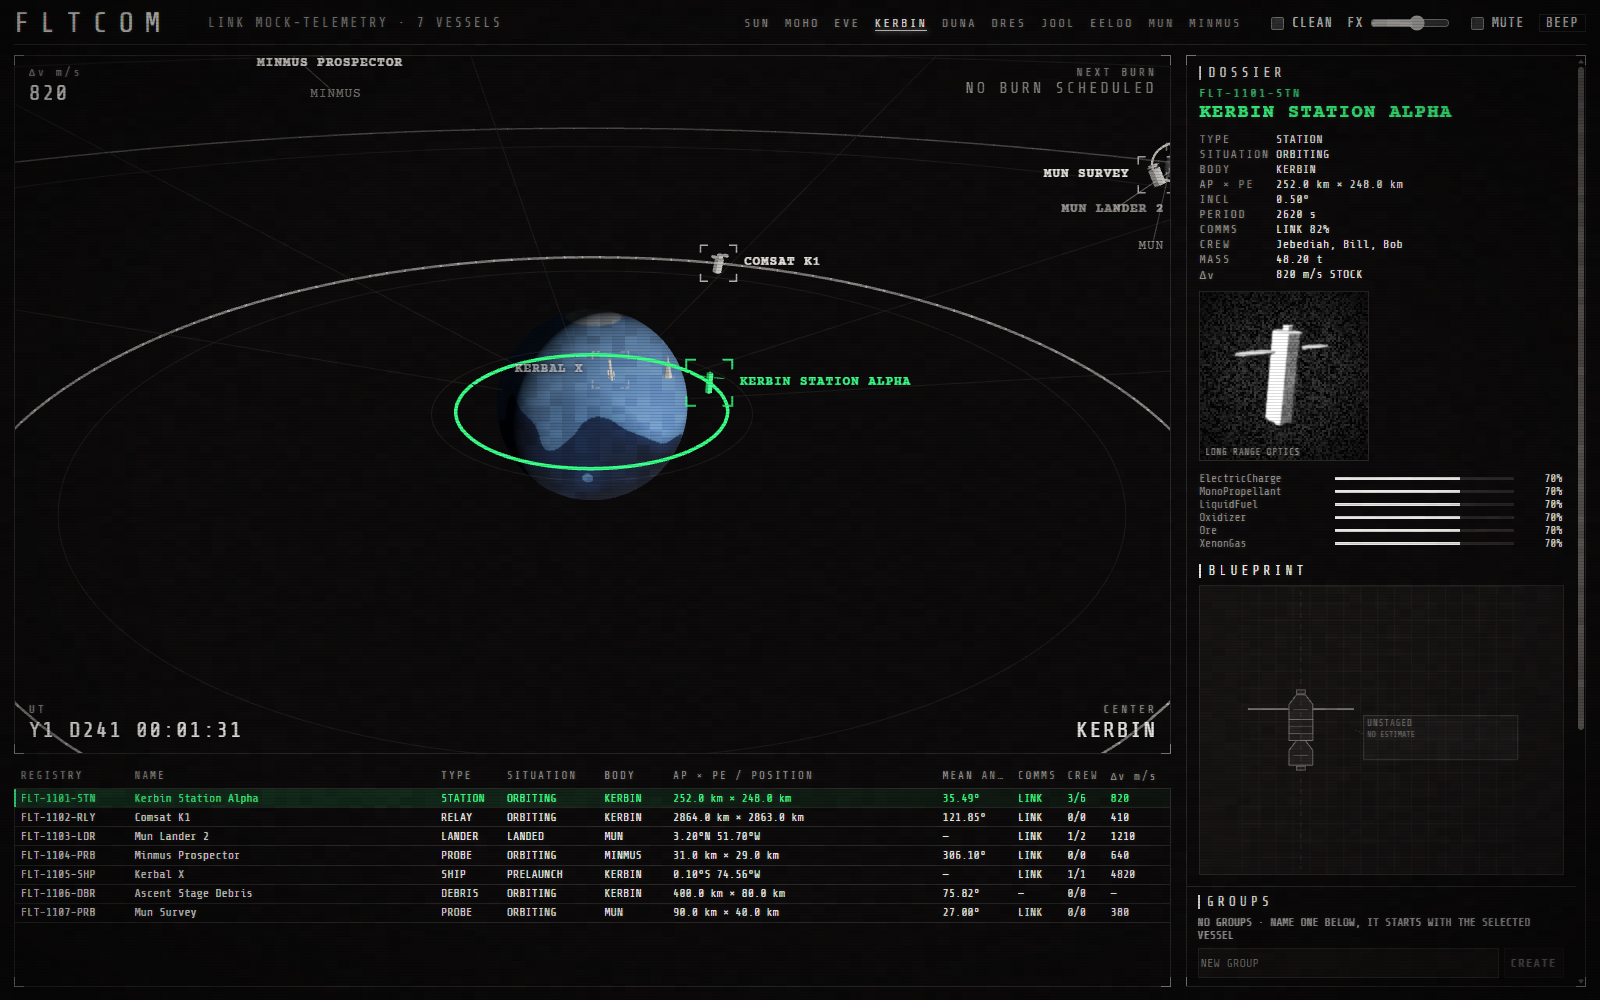 FLTCOM
LINK MOCK-TELEMETRY · 7 VESSELS
SUN MOHO EVE KERBIN DUNA DRES JOOL EELOO MUN MINMUS
CLEAN FX MUTE BEEP
Δv m/s
820
MINMUS PROSPECTOR
MINMUS
NEXT BURN
NO BURN SCHEDULED
MUN SURVEY
MUN LANDER 2
MUN
COMSAT K1
KERBAL X
KERBIN STATION ALPHA
UT
Y1 D241 00:01:31
CENTER
KERBIN
REGISTRY NAME TYPE SITUATION BODY AP × PE / POSITION MEAN AN… COMMS CREW Δv m/s
FLT-1101-STN Kerbin Station Alpha STATION ORBITING KERBIN 252.0 km × 248.0 km 35.49° LINK 3/6 820
FLT-1102-RLY Comsat K1 RELAY ORBITING KERBIN 2864.0 km × 2863.0 km 121.85° LINK 0/0 410
FLT-1103-LDR Mun Lander 2 LANDER LANDED MUN 3.20°N 51.70°W — LINK 1/2 1210
FLT-1104-PRB Minmus Prospector PROBE ORBITING MINMUS 31.0 km × 29.0 km 306.10° LINK 0/0 640
FLT-1105-SHP Kerbal X SHIP PRELAUNCH KERBIN 0.10°S 74.56°W — LINK 1/1 4820
FLT-1106-DBR Ascent Stage Debris DEBRIS ORBITING KERBIN 400.0 km × 80.0 km 75.82° — 0/0 —
FLT-1107-PRB Mun Survey PROBE ORBITING MUN 90.0 km × 40.0 km 27.00° LINK 0/0 380
DOSSIER
FLT-1101-STN
KERBIN STATION ALPHA
TYPE STATION
SITUATION ORBITING
BODY KERBIN
AP × PE 252.0 km × 248.0 km
INCL 0.50°
PERIOD 2620 s
COMMS LINK 82%
CREW Jebediah, Bill, Bob
MASS 48.20 t
Δv 820 m/s STOCK
LONG RANGE OPTICS
ElectricCharge 70%
MonoPropellant 70%
LiquidFuel 70%
Oxidizer 70%
Ore 70%
XenonGas 70%
BLUEPRINT
UNSTAGED
NO ESTIMATE
GROUPS
NO GROUPS · NAME ONE BELOW, IT STARTS WITH THE SELECTED
VESSEL
NEW GROUP CREATE